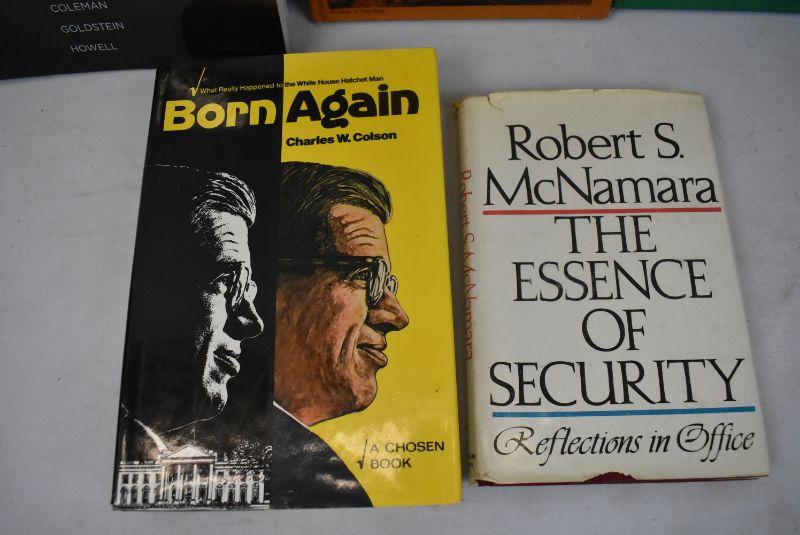 COLEMAN
GOLDSTEIN
HOWELL
√ What Really Happened to the White House Hatchet Man
Born Again
Charles W. Colson
√ A CHOSEN
BOOK
Robert S. McNamara
Robert S.
McNamara
THE
ESSENCE
OF
SECURITY
Reflections in Office